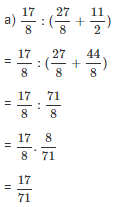 a) 17/8 : (27/8 + 11/2)
= 17/8 : (27/8 + 44/8)
= 17/8 : 71/8
= 17/8 . 8/71
= 17/71